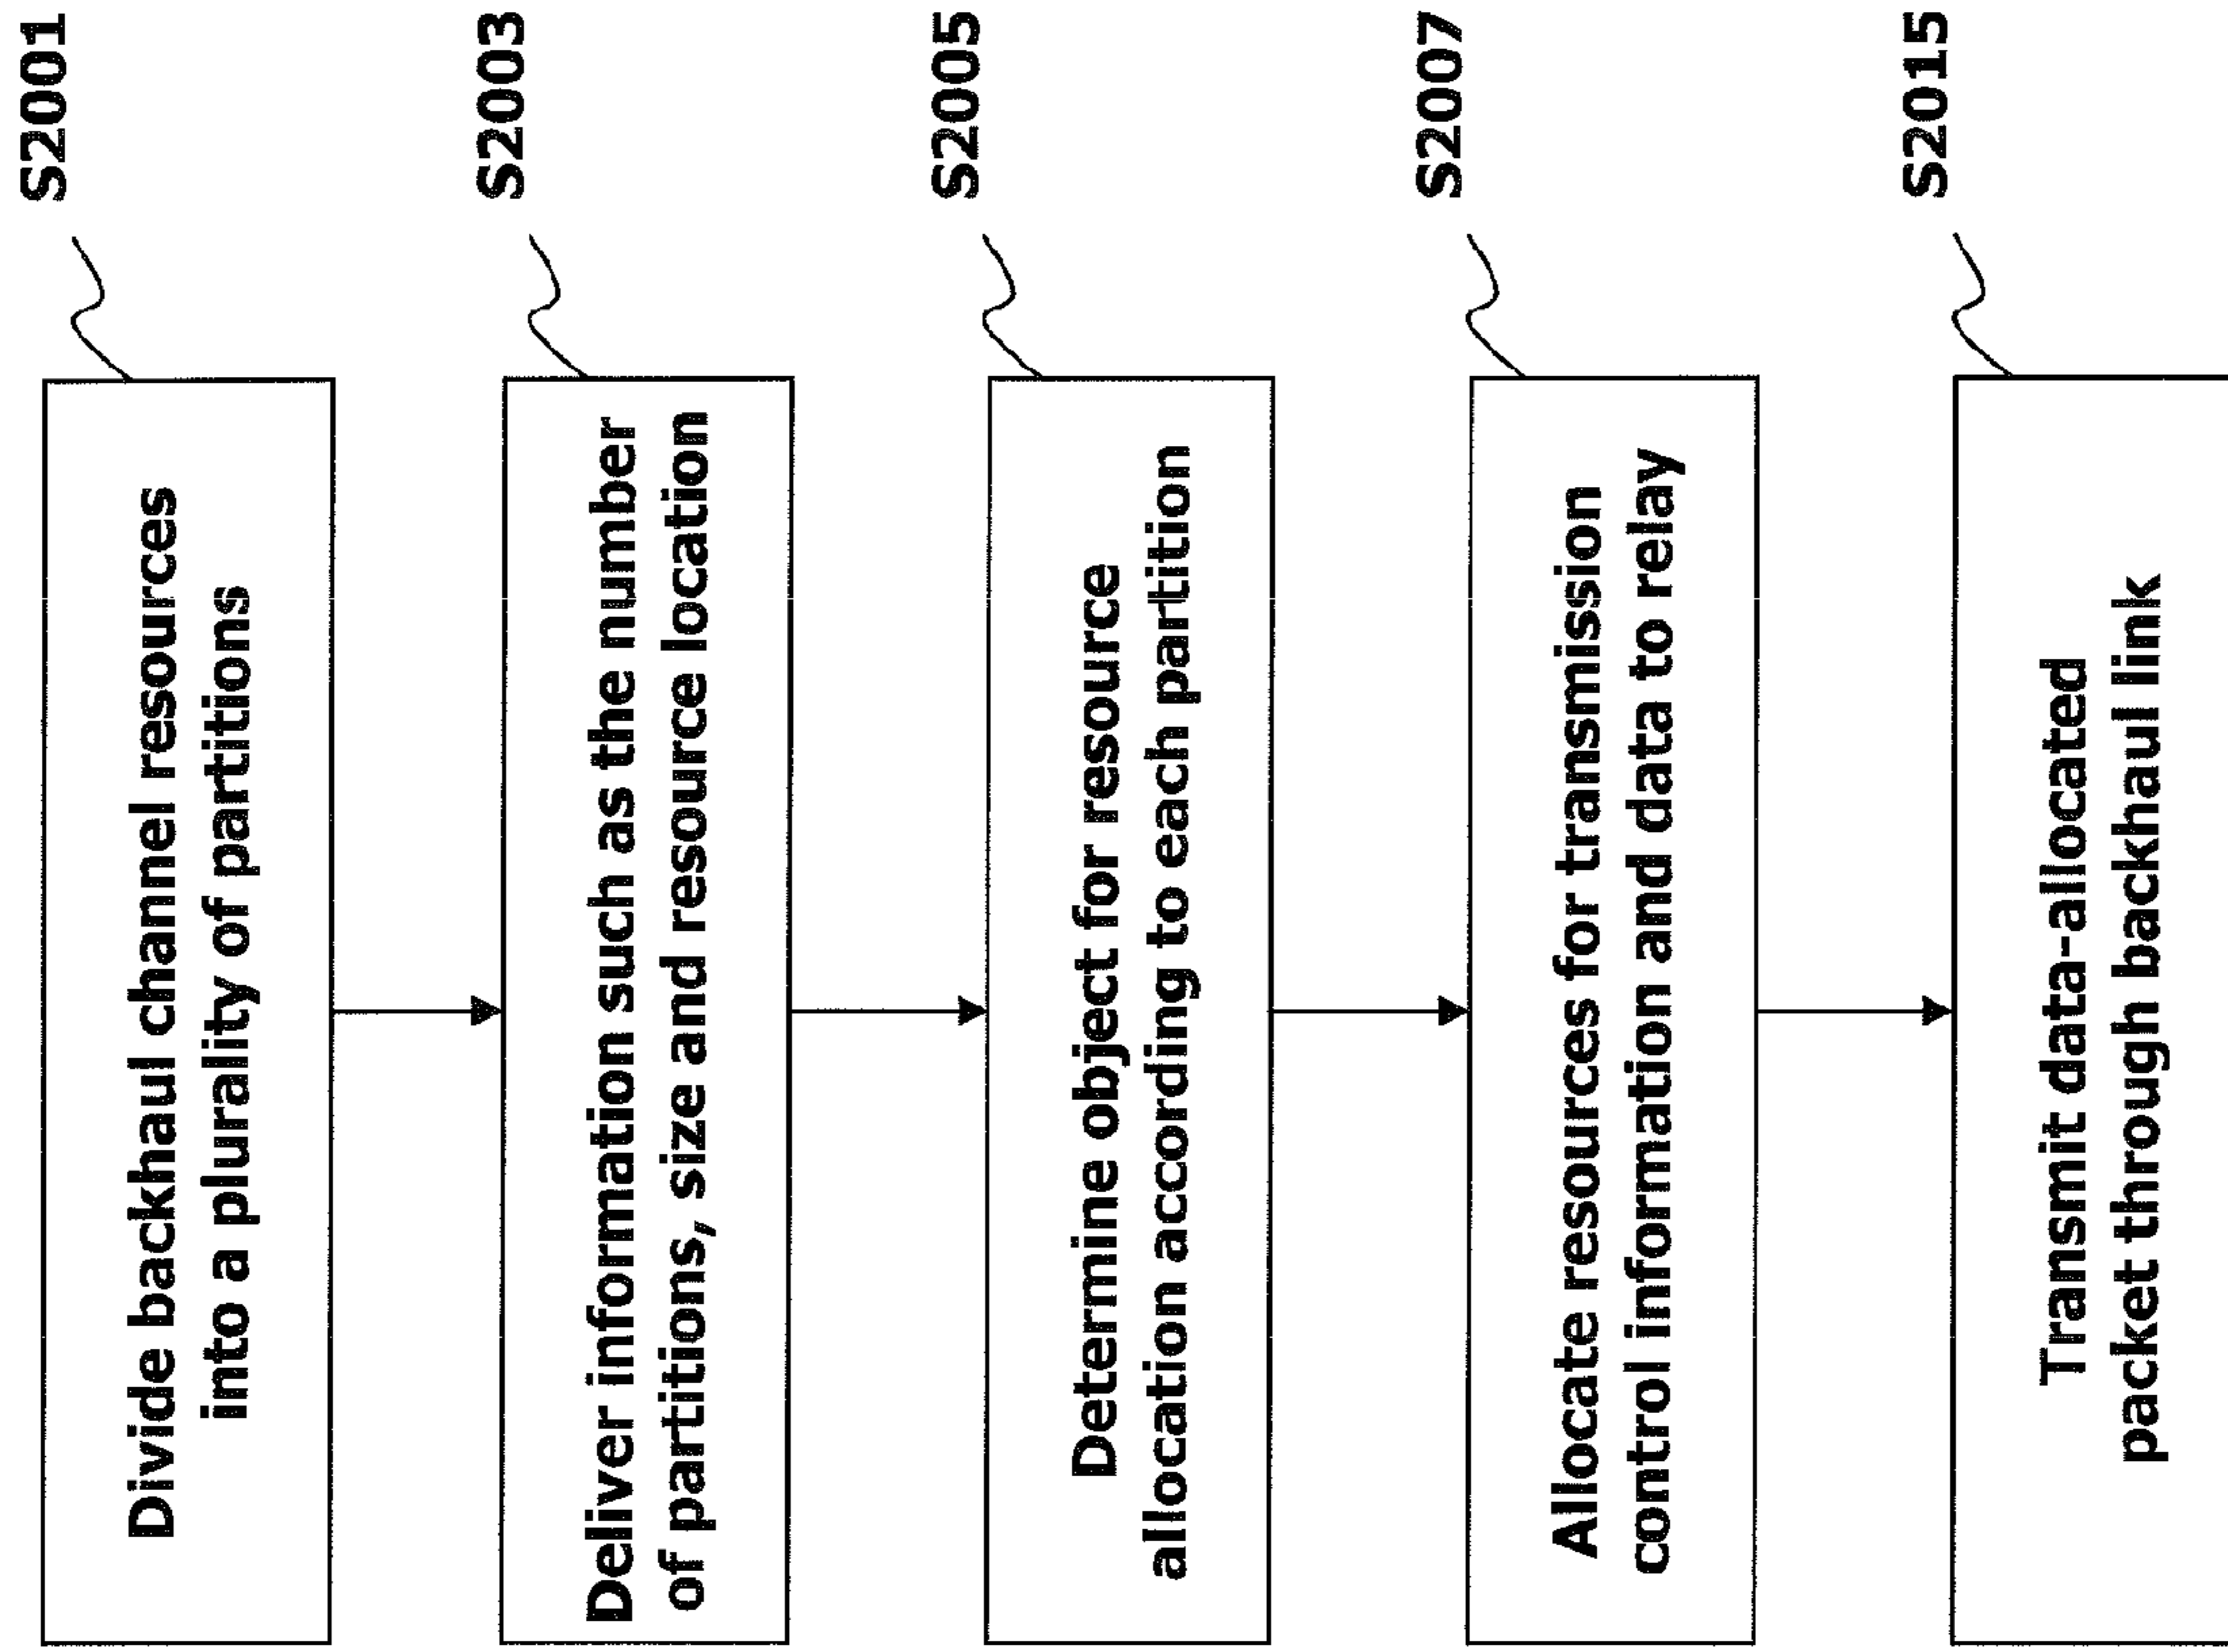 Divide backhaul channel resources
into a plurality of partitions
S2001
Deliver information such as the number
of partitions, size and resource location
S2003
Determine object for resource
allocation according to each partition
S2005
Allocate resources for transmission
control information and data to relay
S2007
Transmit data-allocated
packet through backhaul link
S2015